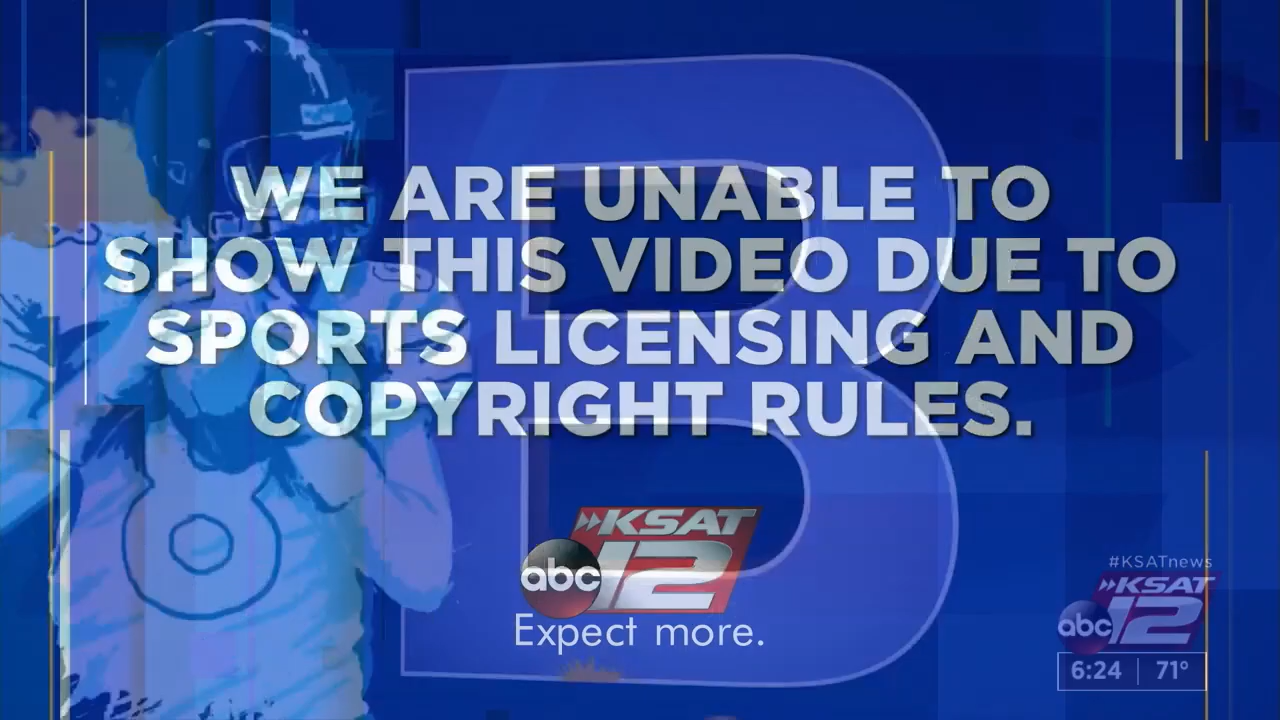 WE ARE UNABLE TO
SHOW THIS VIDEO DUE TO
SPORTS LICENSING AND
COPYRIGHT RULES.
KSAT
abc 12
Expect more.
#KSATnews
KSAT
abc 12
6:24 71°
B
8